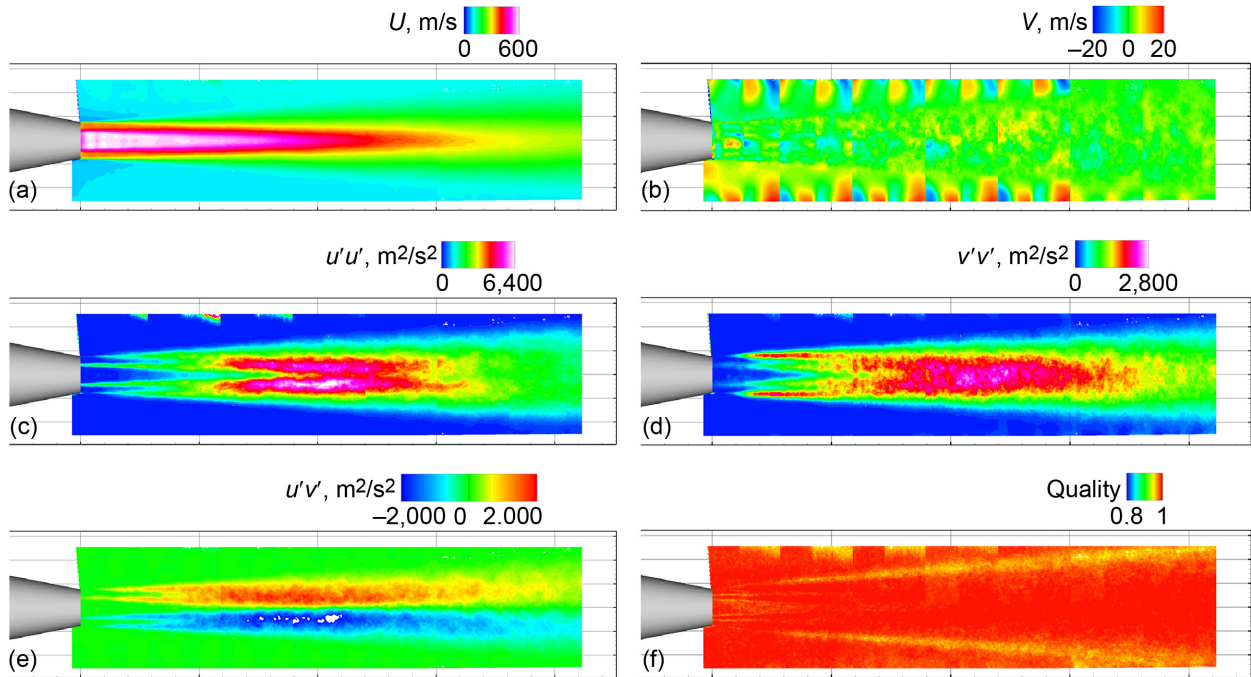 U, m/s
0 600
(a)
V, m/s
–20 0 20
(b)
u′u′, m²/s²
0 6,400
(c)
v′v′, m²/s²
0 2,800
(d)
u′v′, m²/s²
–2,000 0 2.000
(e)
Quality
0.8 1
(f)